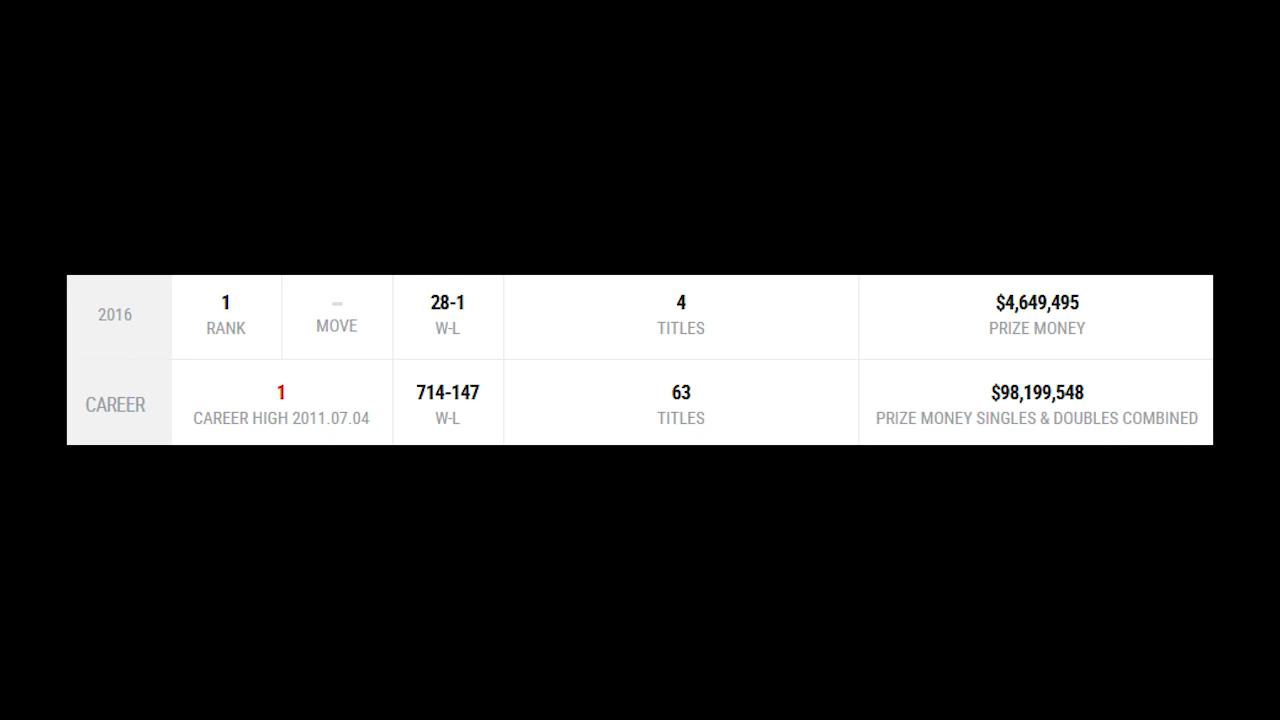 2016
1
RANK
–
MOVE
28-1
W-L
4
TITLES
$4,649,495
PRIZE MONEY
CAREER
1
CAREER HIGH 2011.07.04
714-147
W-L
63
TITLES
$98,199,548
PRIZE MONEY SINGLES & DOUBLES COMBINED